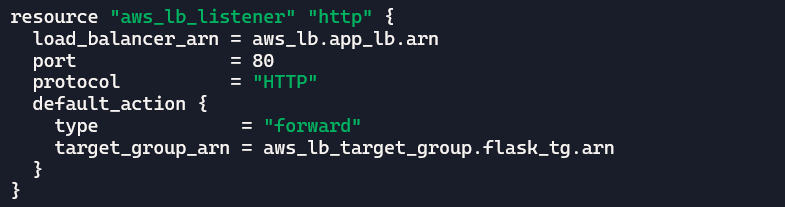 resource "aws_lb_listener" "http" {
  load_balancer_arn = aws_lb.app_lb.arn
  port              = 80
  protocol          = "HTTP"
  default_action {
    type             = "forward"
    target_group_arn = aws_lb_target_group.flask_tg.arn
  }
}